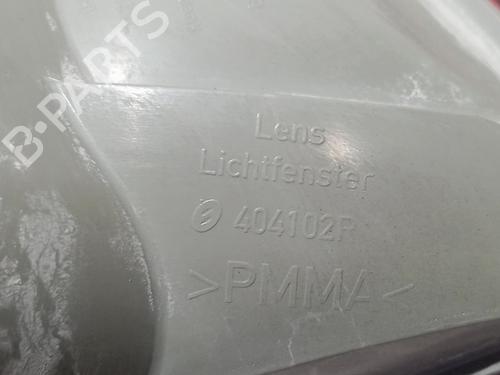 Lens
Lichtfenster
404102R
>PMMA<
B-PARTS